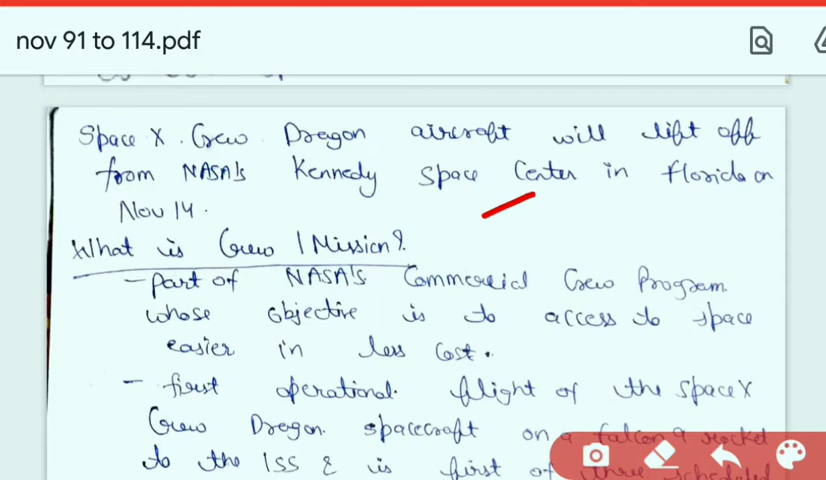 nov 91 to 114.pdf
Space X Crew Dragon aircraft will lift off
from NASA's Kennedy Space Center in florida on
Nov 14.
What is Crew 1 Mission?
- part of NASA's Commercial Crew Program
whose objective is to access to space
easier in less cost.
- first operational flight of the spaceX
Crew Dragon spacecraft on a falcon 9 rocket
to the ISS & is first of three scheduled